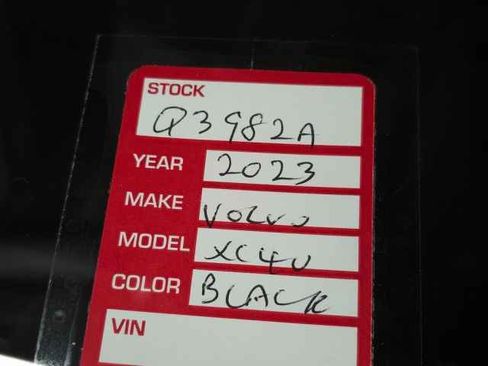 STOCK
Q3982A
YEAR 2023
MAKE VOLVO
MODEL XC40
COLOR BLACK
VIN